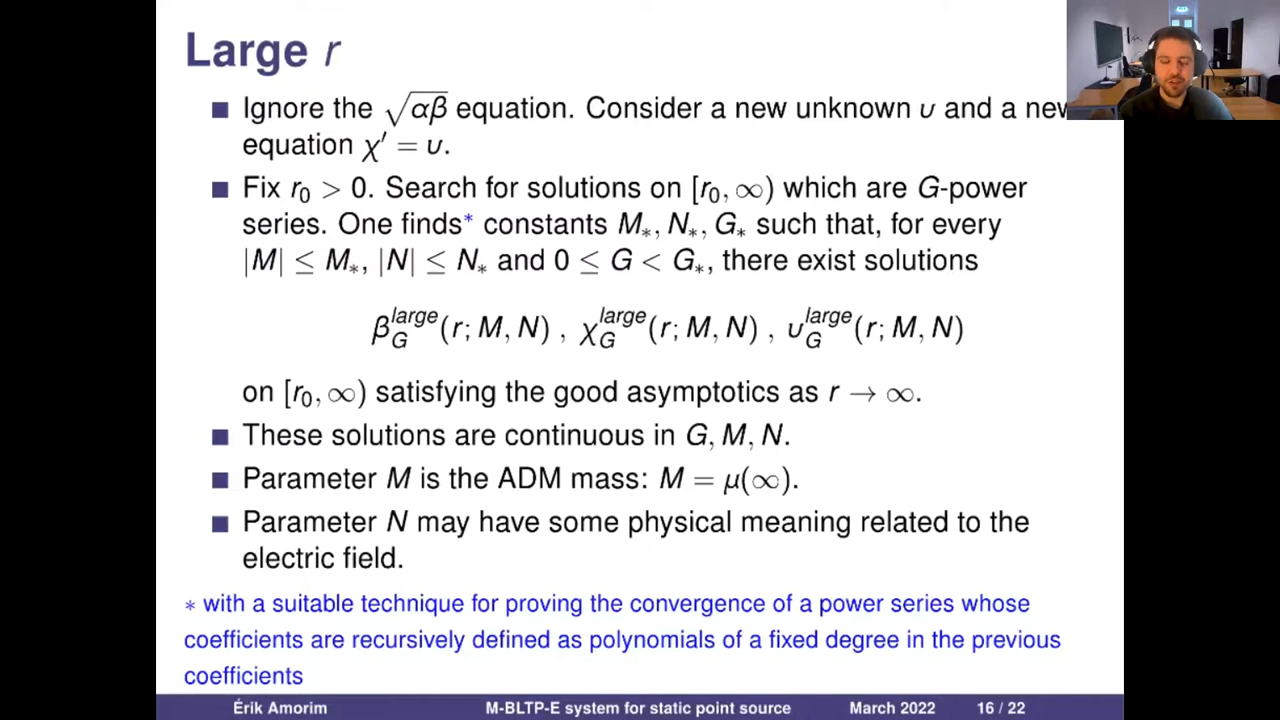 Large r
Ignore the √αβ equation. Consider a new unknown υ and a new
equation χ′ = υ.
Fix r₀ > 0. Search for solutions on [r₀, ∞) which are G-power
series. One finds* constants M∗, N∗, G∗ such that, for every
|M| ≤ M∗, |N| ≤ N∗ and 0 ≤ G < G∗, there exist solutions
β_G^large(r; M, N) , χ_G^large(r; M, N) , υ_G^large(r; M, N)
on [r₀, ∞) satisfying the good asymptotics as r → ∞.
These solutions are continuous in G, M, N.
Parameter M is the ADM mass: M = μ(∞).
Parameter N may have some physical meaning related to the
electric field.
∗ with a suitable technique for proving the convergence of a power series whose
coefficients are recursively defined as polynomials of a fixed degree in the previous
coefficients
Érik Amorim M-BLTP-E system for static point source March 2022 16 / 22